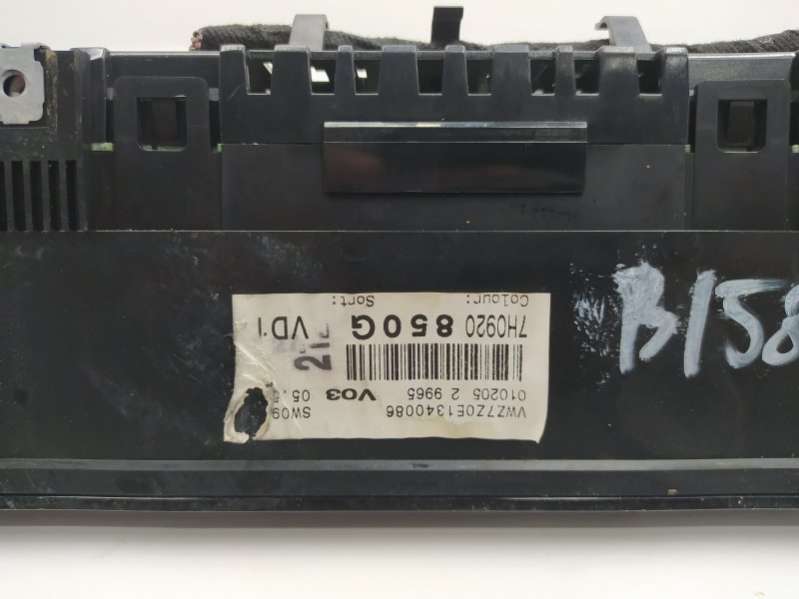 VWZ7Z0E1340086 SW09
010205 2 9965 V03 05.
7H0920 850G VD1
Colour: Sort:
B158